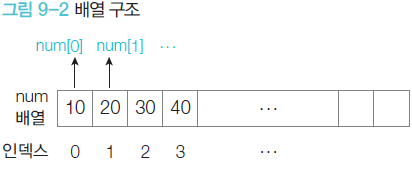 그림 9-2 배열 구조
num[0] num[1] ···
num 배열 10 20 30 40 ···
인덱스 0 1 2 3 ···